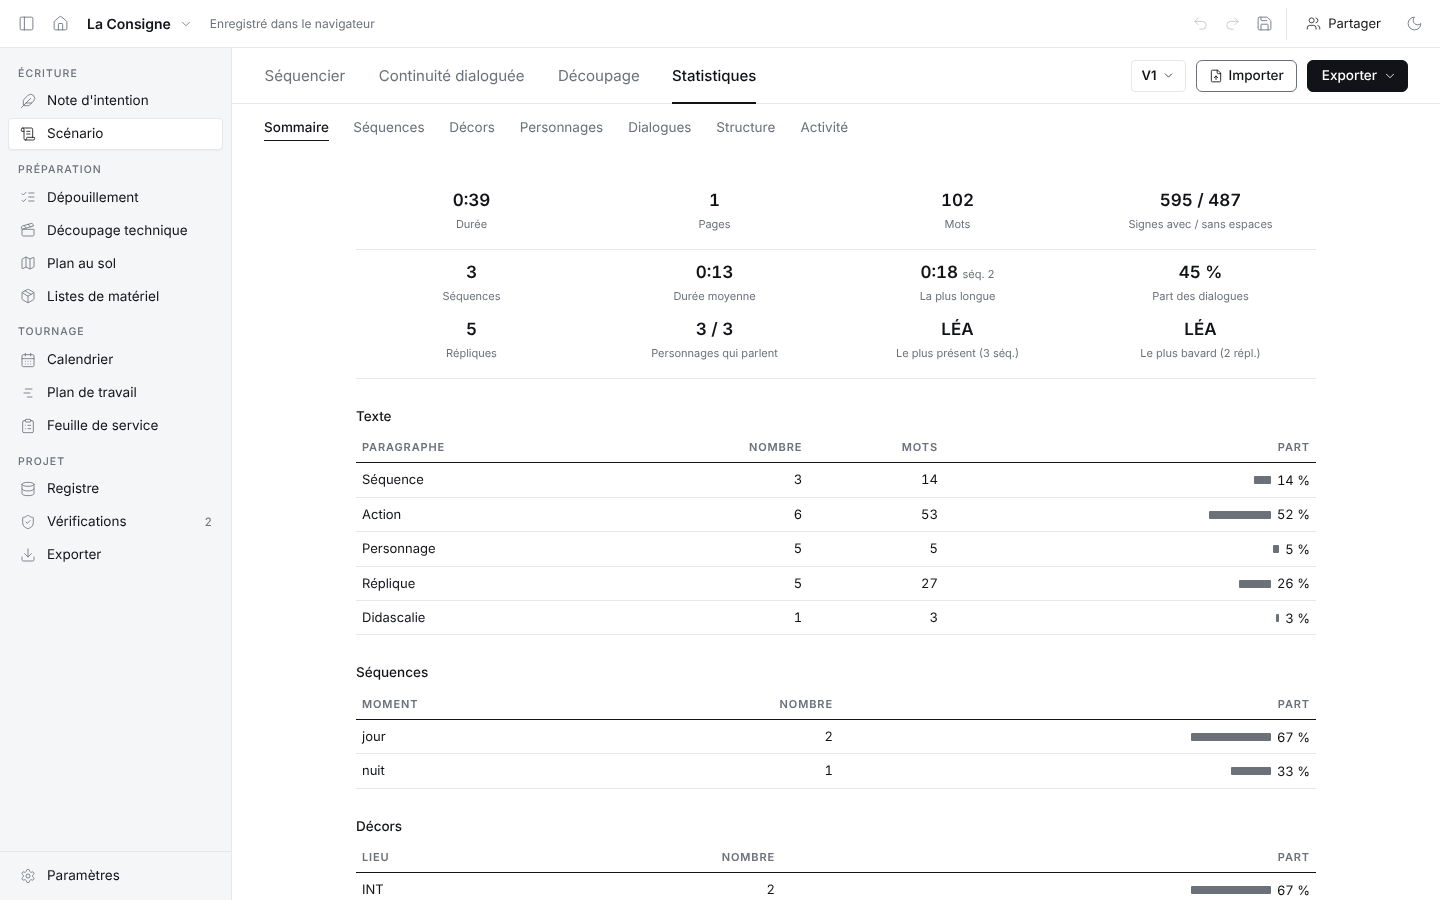 La Consigne
Enregistré dans le navigateur
Partager
ÉCRITURE
Note d'intention
Scénario
PRÉPARATION
Dépouillement
Découpage technique
Plan au sol
Listes de matériel
TOURNAGE
Calendrier
Plan de travail
Feuille de service
PROJET
Registre
Vérifications 2
Exporter
Paramètres
Séquencier Continuité dialoguée Découpage Statistiques
V1 Importer Exporter
Sommaire Séquences Décors Personnages Dialogues Structure Activité
0:39 1 102 595 / 487
Durée Pages Mots Signes avec / sans espaces
3 0:13 0:18 séq. 2 45 %
Séquences Durée moyenne La plus longue Part des dialogues
5 3 / 3 LÉA LÉA
Répliques Personnages qui parlent Le plus présent (3 séq.) Le plus bavard (2 répl.)
Texte
PARAGRAPHE NOMBRE MOTS PART
Séquence 3 14 14 %
Action 6 53 52 %
Personnage 5 5 5 %
Réplique 5 27 26 %
Didascalie 1 3 3 %
Séquences
MOMENT NOMBRE PART
jour 2 67 %
nuit 1 33 %
Décors
LIEU NOMBRE PART
INT 2 67 %